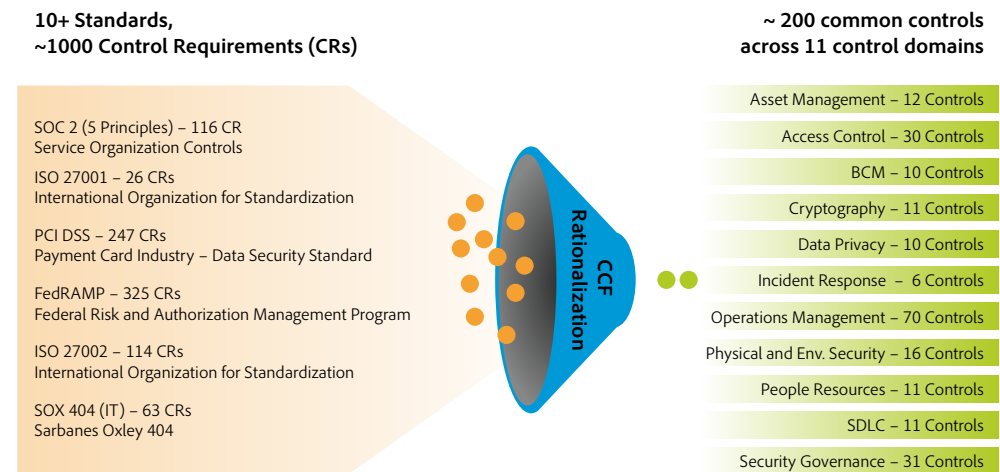 10+ Standards,
~1000 Control Requirements (CRs)
SOC 2 (5 Principles) – 116 CR
Service Organization Controls
ISO 27001 – 26 CRs
International Organization for Standardization
PCI DSS – 247 CRs
Payment Card Industry – Data Security Standard
FedRAMP – 325 CRs
Federal Risk and Authorization Management Program
ISO 27002 – 114 CRs
International Organization for Standardization
SOX 404 (IT) – 63 CRs
Sarbanes Oxley 404
CCF
Rationalization
~ 200 common controls
across 11 control domains
Asset Management – 12 Controls
Access Control – 30 Controls
BCM – 10 Controls
Cryptography – 11 Controls
Data Privacy – 10 Controls
Incident Response – 6 Controls
Operations Management – 70 Controls
Physical and Env. Security – 16 Controls
People Resources – 11 Controls
SDLC – 11 Controls
Security Governance – 31 Controls